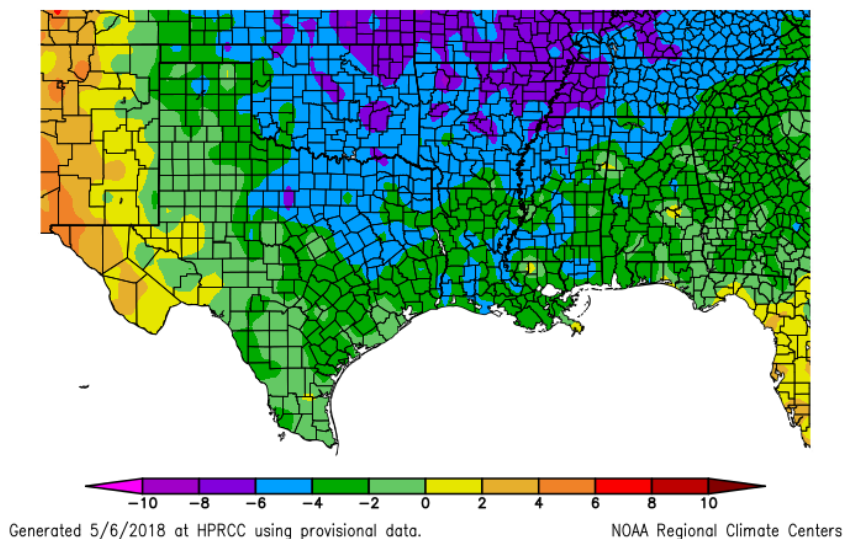 -10 -8 -6 -4 -2 0 2 4 6 8 10
Generated 5/6/2018 at HPRCC using provisional data. NOAA Regional Climate Centers